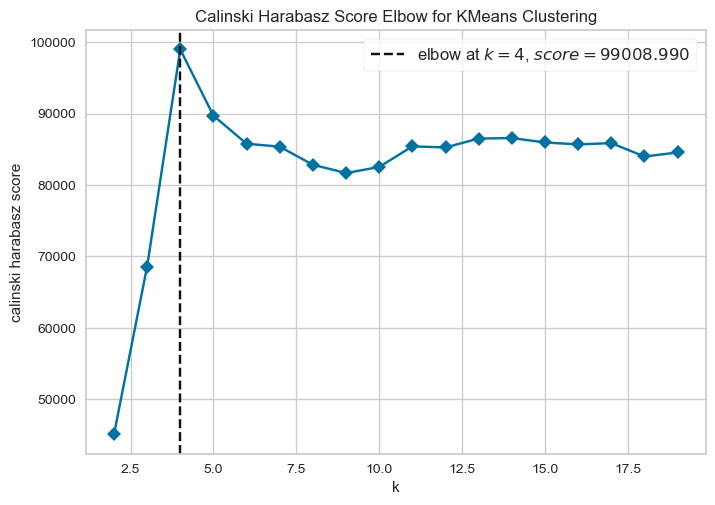 Calinski Harabasz Score Elbow for KMeans Clustering
elbow at k = 4, score = 99008.990
calinski harabasz score
100000
90000
80000
70000
60000
50000
2.5 5.0 7.5 10.0 12.5 15.0 17.5
k